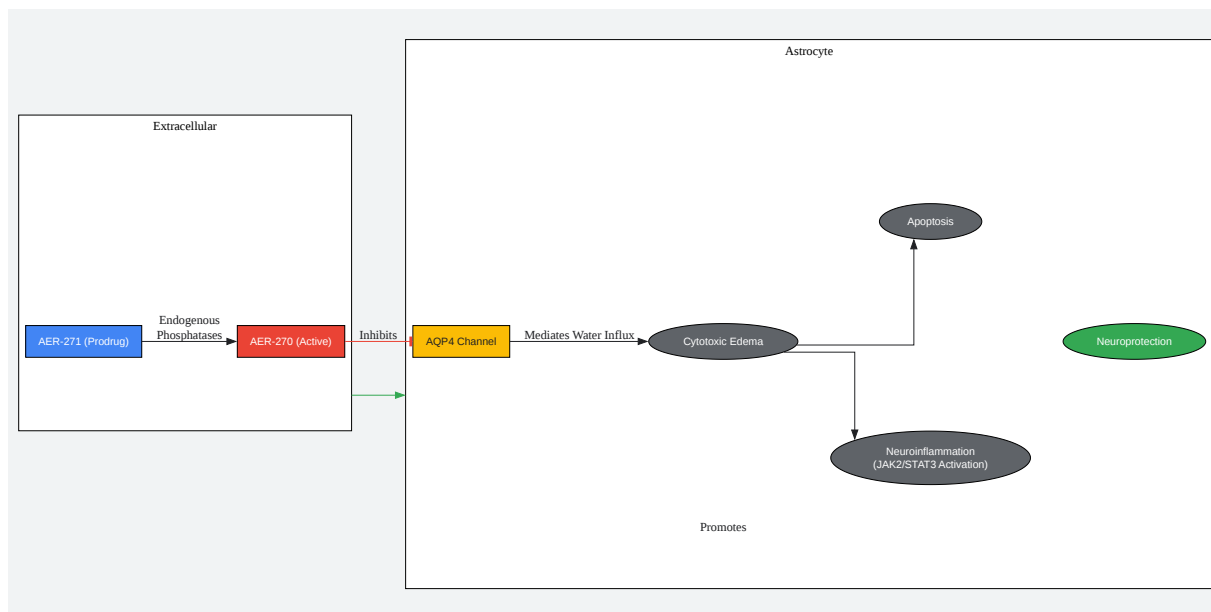 Astrocyte
Extracellular
Apoptosis
Endogenous
Phosphatases
AER-271 (Prodrug)
AER-270 (Active)
Inhibits
AQP4 Channel
Mediates Water Influx
Cytotoxic Edema
Neuroprotection
Neuroinflammation
(JAK2/STAT3 Activation)
Promotes